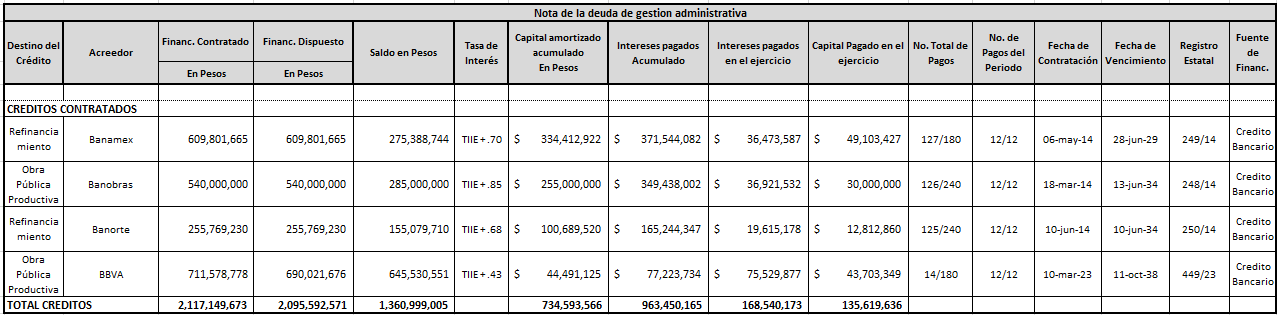 Nota de la deuda de gestion administrativa
Destino del Crédito | Acreedor | Financ. Contratado En Pesos | Financ. Dispuesto En Pesos | Saldo en Pesos | Tasa de Interés | Capital amortizado acumulado En Pesos | Intereses pagados Acumulado | Intereses pagados en el ejercicio | Capital Pagado en el ejercicio | No. Total de Pagos | No. de Pagos del Periodo | Fecha de Contratación | Fecha de Vencimiento | Registro Estatal | Fuente de Financ.
CREDITOS CONTRATADOS
Refinancia miento | Banamex | 609,801,665 | 609,801,665 | 275,388,744 | TIIE + .70 | $ 334,412,922 | $ 371,544,082 | $ 36,473,587 | $ 49,103,427 | 127/180 | 12/12 | 06-may-14 | 28-jun-29 | 249/14 | Credito Bancario
Obra Pública Productiva | Banobras | 540,000,000 | 540,000,000 | 285,000,000 | TIIE + .85 | $ 255,000,000 | $ 349,438,002 | $ 36,921,532 | $ 30,000,000 | 126/240 | 12/12 | 18-mar-14 | 13-jun-34 | 248/14 | Credito Bancario
Refinancia miento | Banorte | 255,769,230 | 255,769,230 | 155,079,710 | TIIE + .68 | $ 100,689,520 | $ 165,244,347 | $ 19,615,178 | $ 12,812,860 | 125/240 | 12/12 | 10-jun-14 | 10-jun-34 | 250/14 | Credito Bancario
Obra Pública Productiva | BBVA | 711,578,778 | 690,021,676 | 645,530,551 | TIIE + .43 | $ 44,491,125 | $ 77,223,734 | $ 75,529,877 | $ 43,703,349 | 14/180 | 12/12 | 10-mar-23 | 11-oct-38 | 449/23 | Credito Bancario
TOTAL CREDITOS | 2,117,149,673 | 2,095,592,571 | 1,360,999,005 | 734,593,566 | 963,450,165 | 168,540,173 | 135,619,636